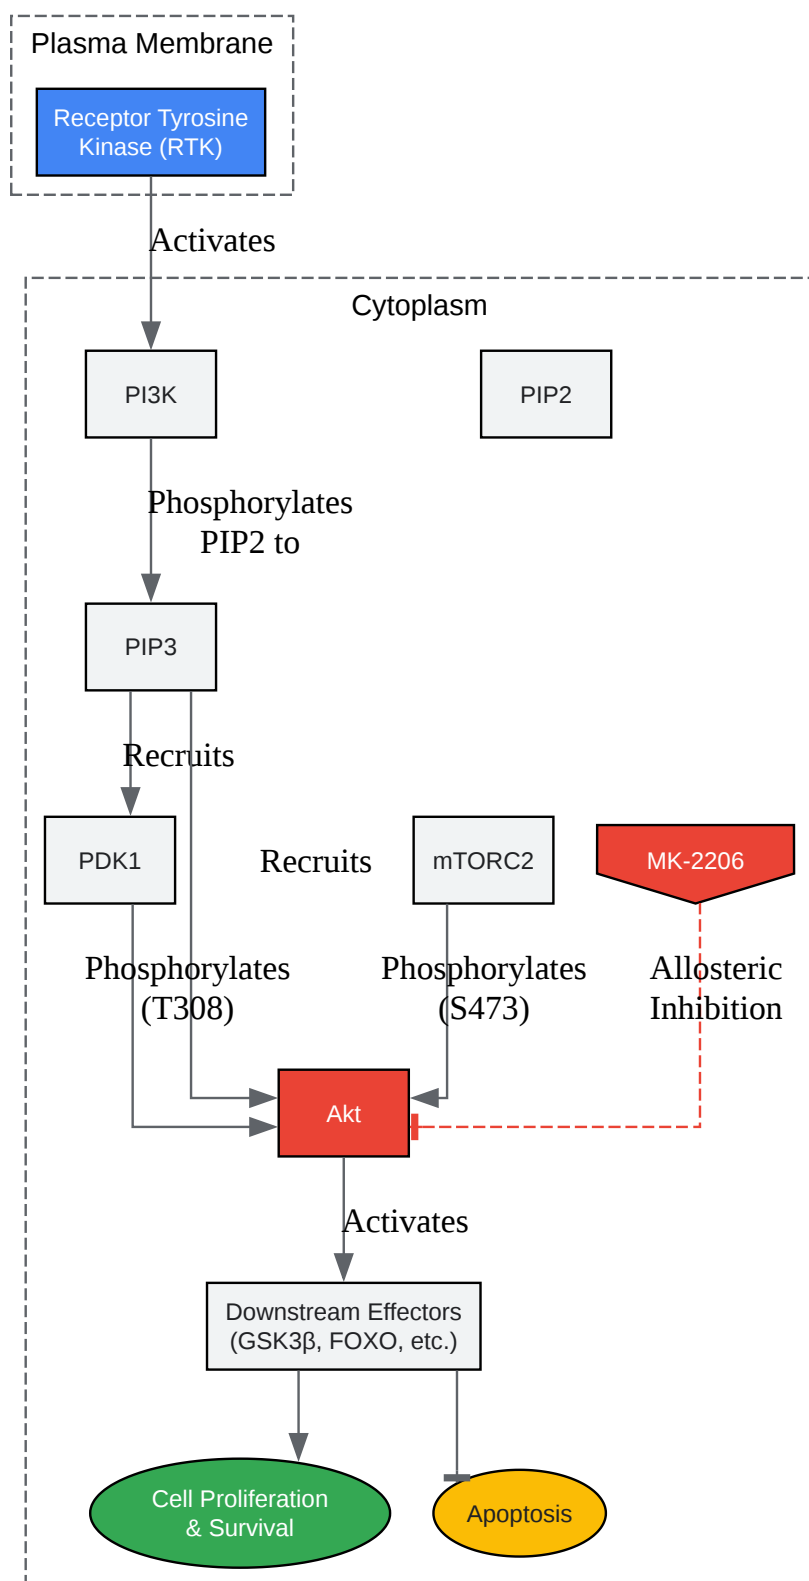 Plasma Membrane
Receptor Tyrosine
Kinase (RTK)
Activates
Cytoplasm
PI3K
PIP2
Phosphorylates
PIP2 to
PIP3
Recruits
PDK1
Recruits
mTORC2
MK-2206
Phosphorylates
(T308)
Phosphorylates
(S473)
Allosteric
Inhibition
Akt
Activates
Downstream Effectors
(GSK3β, FOXO, etc.)
Cell Proliferation
& Survival
Apoptosis